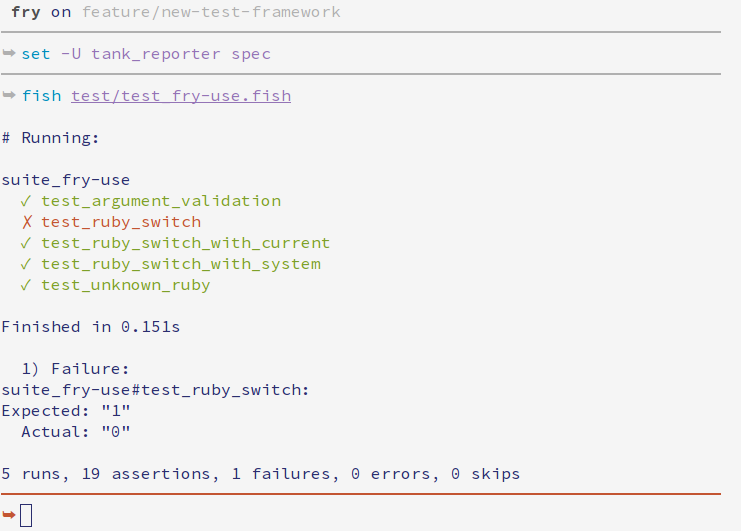 fry on feature/new-test-framework
➥ set -U tank_reporter spec
➥ fish test/test_fry-use.fish
# Running:
suite_fry-use
✓ test_argument_validation
✗ test_ruby_switch
✓ test_ruby_switch_with_current
✓ test_ruby_switch_with_system
✓ test_unknown_ruby
Finished in 0.151s
1) Failure:
suite_fry-use#test_ruby_switch:
Expected: "1"
Actual: "0"
5 runs, 19 assertions, 1 failures, 0 errors, 0 skips
➥